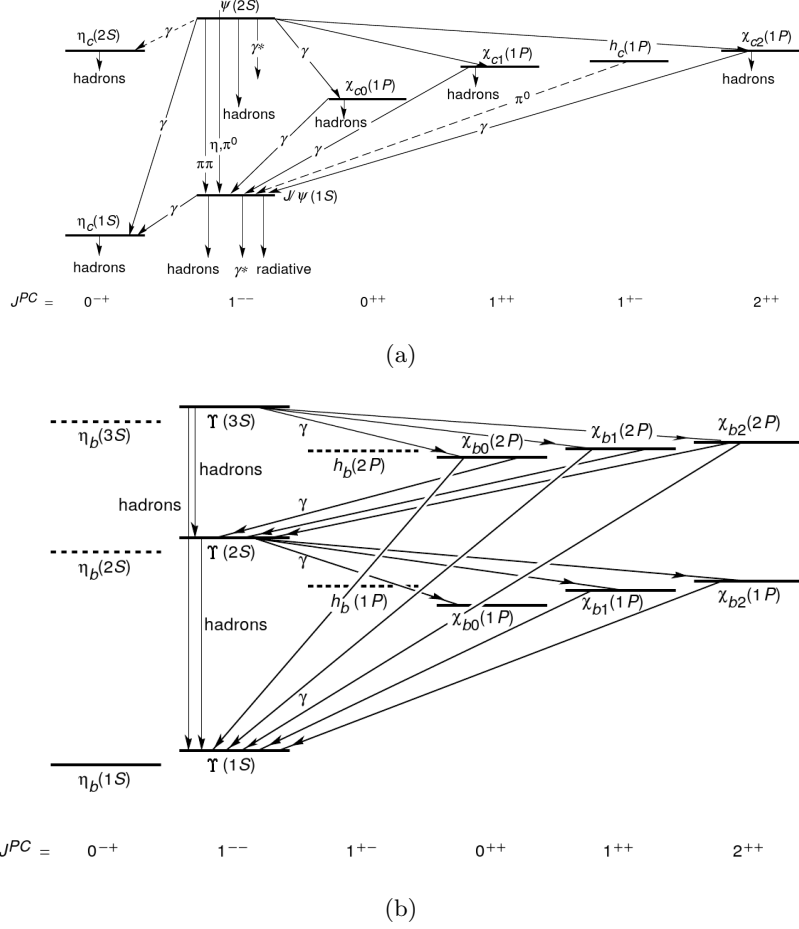 ψ(2S)
η_c(2S)
γ
γ*
γ
χ_c1(1P)
h_c(1P)
χ_c2(1P)
hadrons
χ_c0(1P)
hadrons
hadrons
π⁰
hadrons
hadrons
γ
η,π⁰
γ
γ
γ
ππ
γ
J/ψ(1S)
η_c(1S)
hadrons
hadrons
γ*
radiative
J^PC =
0⁻⁺
1⁻⁻
0⁺⁺
1⁺⁺
1⁺⁻
2⁺⁺
(a)
ϒ(3S)
γ
η_b(3S)
χ_b0(2P)
χ_b1(2P)
χ_b2(2P)
h_b(2P)
hadrons
hadrons
γ
ϒ(2S)
γ
η_b(2S)
h_b(1P)
χ_b0(1P)
χ_b1(1P)
χ_b2(1P)
hadrons
γ
ϒ(1S)
η_b(1S)
J^PC =
0⁻⁺
1⁻⁻
1⁺⁻
0⁺⁺
1⁺⁺
2⁺⁺
(b)